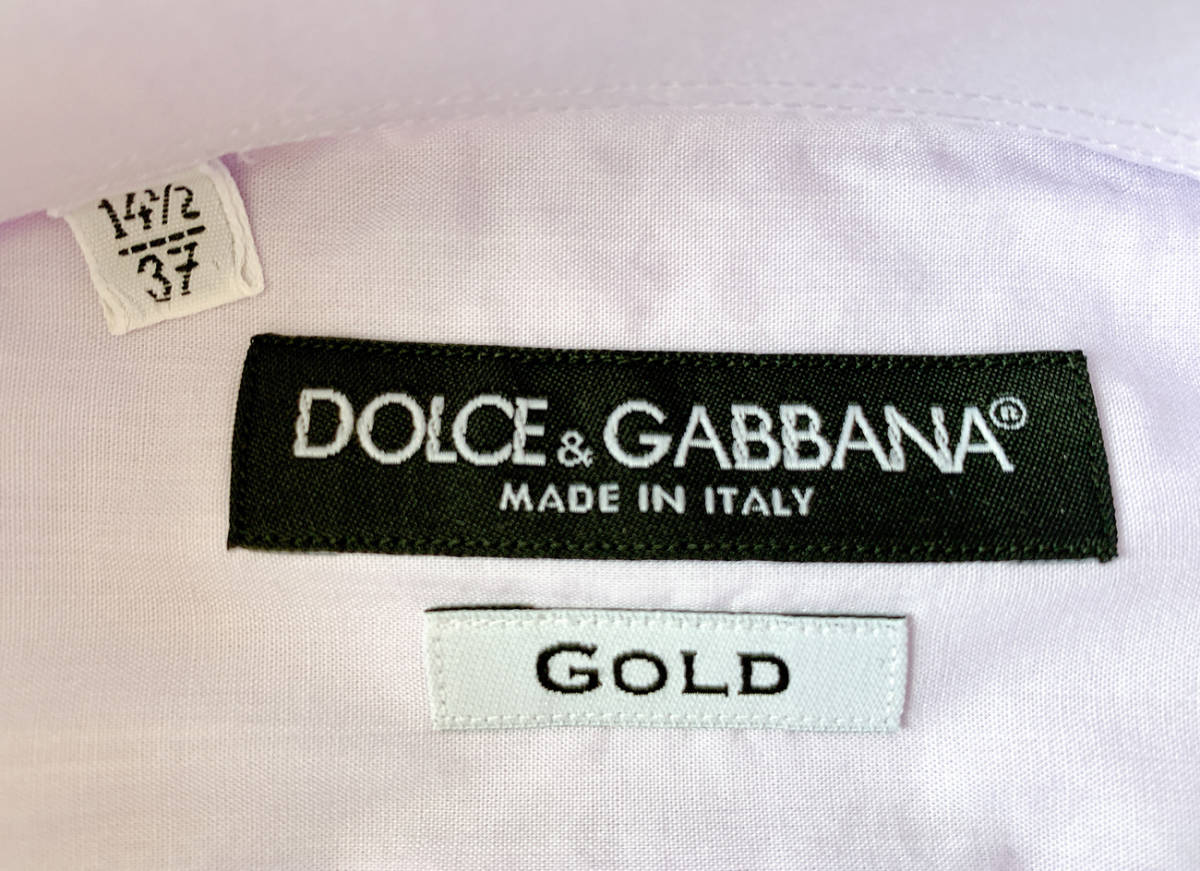 14½
37
DOLCE & GABBANA®
MADE IN ITALY
GOLD